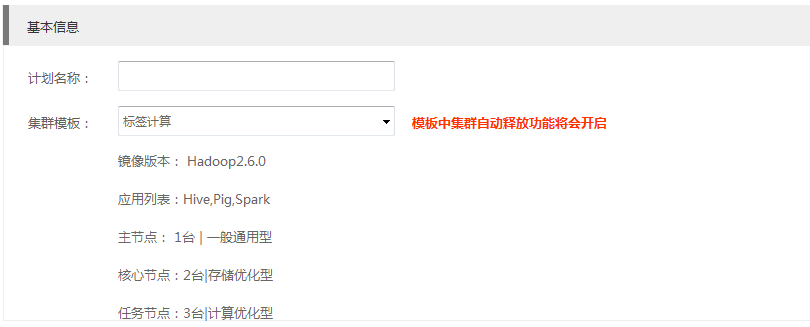 基本信息
计划名称：
集群模板： 标签计算 模板中集群自动释放功能将会开启
镜像版本： Hadoop2.6.0
应用列表：Hive,Pig,Spark
主节点： 1台 | 一般通用型
核心节点：2台|存储优化型
任务节点：3台|计算优化型